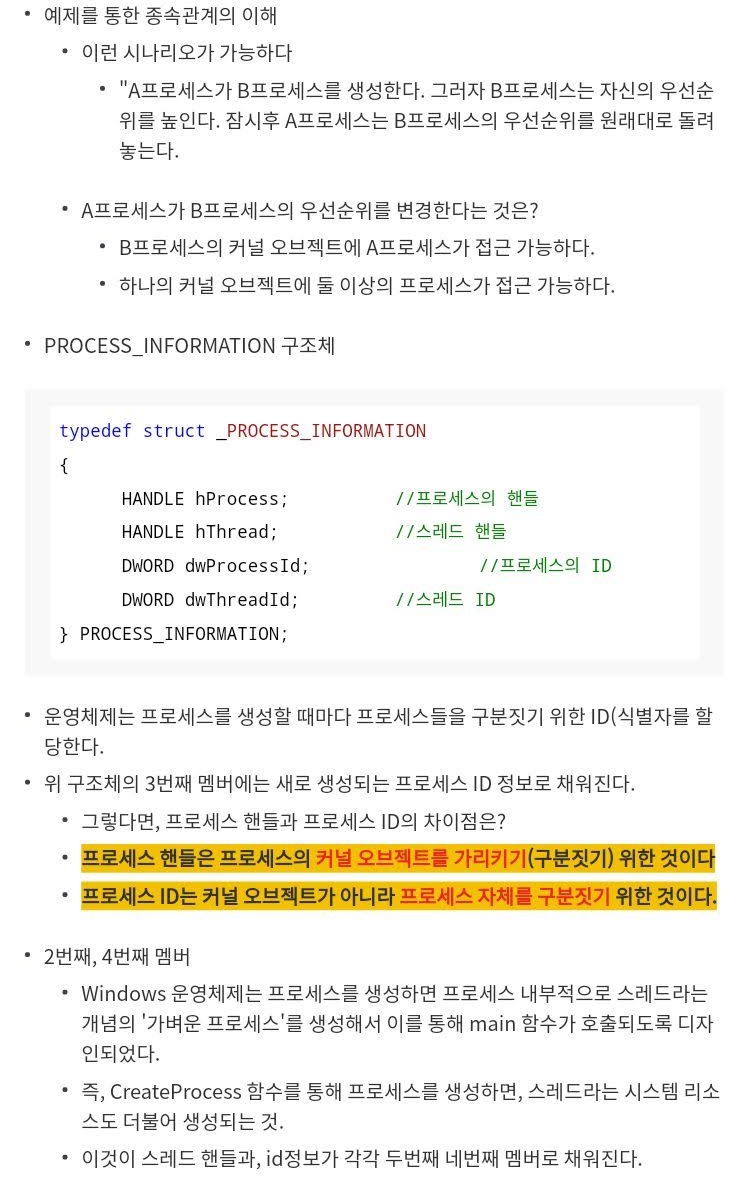 • 예제를 통한 종속관계의 이해
• 이런 시나리오가 가능하다
• "A프로세스가 B프로세스를 생성한다. 그러자 B프로세스는 자신의 우선순
위를 높인다. 잠시후 A프로세스는 B프로세스의 우선순위를 원래대로 돌려
놓는다.
• A프로세스가 B프로세스의 우선순위를 변경한다는 것은?
• B프로세스의 커널 오브젝트에 A프로세스가 접근 가능하다.
• 하나의 커널 오브젝트에 둘 이상의 프로세스가 접근 가능하다.
• PROCESS_INFORMATION 구조체
typedef struct _PROCESS_INFORMATION
{
HANDLE hProcess; //프로세스의 핸들
HANDLE hThread; //스레드 핸들
DWORD dwProcessId; //프로세스의 ID
DWORD dwThreadId; //스레드 ID
} PROCESS_INFORMATION;
• 운영체제는 프로세스를 생성할 때마다 프로세스들을 구분짓기 위한 ID(식별자를 할
당한다.
• 위 구조체의 3번째 멤버에는 새로 생성되는 프로세스 ID 정보로 채워진다.
• 그렇다면, 프로세스 핸들과 프로세스 ID의 차이점은?
• 프로세스 핸들은 프로세스의 커널 오브젝트를 가리키기(구분짓기) 위한 것이다
• 프로세스 ID는 커널 오브젝트가 아니라 프로세스 자체를 구분짓기 위한 것이다.
• 2번째, 4번째 멤버
• Windows 운영체제는 프로세스를 생성하면 프로세스 내부적으로 스레드라는
개념의 '가벼운 프로세스'를 생성해서 이를 통해 main 함수가 호출되도록 디자
인되었다.
• 즉, CreateProcess 함수를 통해 프로세스를 생성하면, 스레드라는 시스템 리소
스도 더불어 생성되는 것.
• 이것이 스레드 핸들과, id정보가 각각 두번째 네번째 멤버로 채워진다.